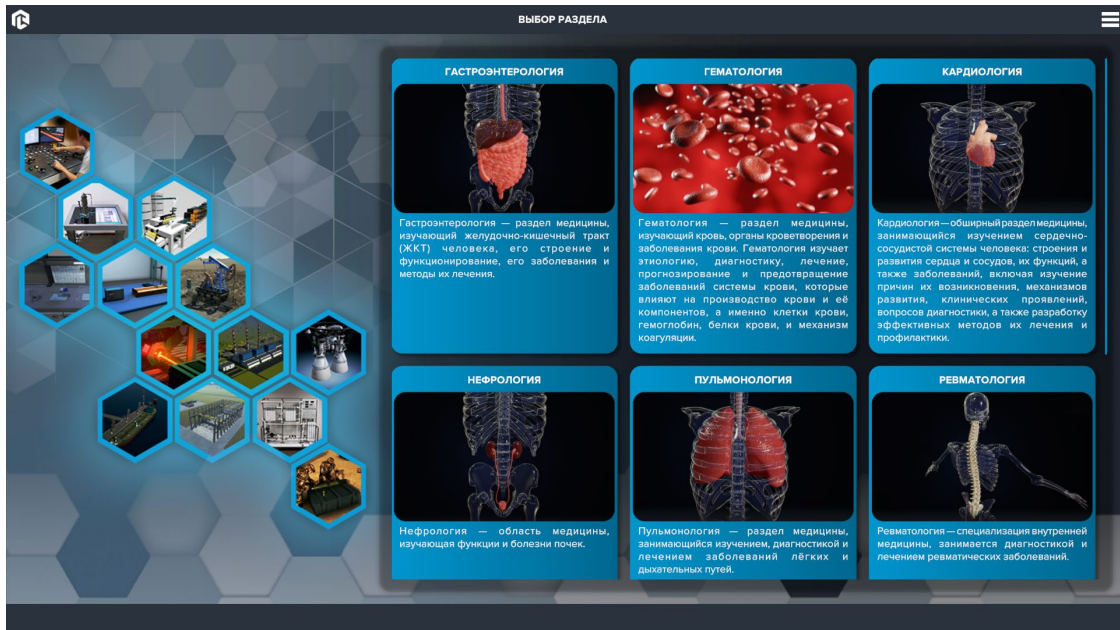 ВЫБОР РАЗДЕЛА
ГАСТРОЭНТЕРОЛОГИЯ
Гастроэнтерология — раздел медицины,
изучающий желудочно-кишечный тракт
(ЖКТ) человека, его строение и
функционирование, его заболевания и
методы их лечения.
ГЕМАТОЛОГИЯ
Гематология — раздел медицины,
изучающий кровь, органы кроветворения и
заболевания крови. Гематология изучает
этиологию, диагностику, лечение,
прогнозирование и предотвращение
заболеваний системы крови, которые
влияют на производство крови и её
компонентов, а именно клетки крови,
гемоглобин, белки крови, и механизм
коагуляции.
КАРДИОЛОГИЯ
Кардиология — обширный раздел медицины,
занимающийся изучением сердечно-
сосудистой системы человека: строения и
развития сердца и сосудов, их функций, а
также заболеваний, включая изучение
причин их возникновения, механизмов
развития, клинических проявлений,
вопросов диагностики, а также разработку
эффективных методов их лечения и
профилактики.
НЕФРОЛОГИЯ
Нефрология — область медицины,
изучающая функции и болезни почек.
ПУЛЬМОНОЛОГИЯ
Пульмонология — раздел медицины,
занимающийся изучением, диагностикой и
лечением заболеваний лёгких и
дыхательных путей.
РЕВМАТОЛОГИЯ
Ревматология — специализация внутренней
медицины, занимается диагностикой и
лечением ревматических заболеваний.